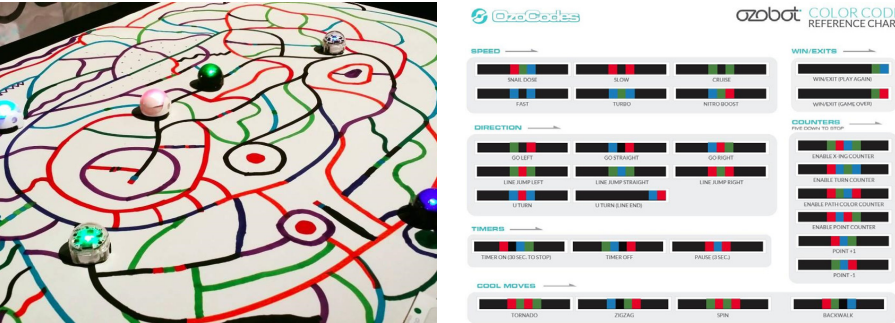 OzoCodes
ozobot COLOR COD
REFERENCE CHAR
SPEED
SNAIL DOSE SLOW CRUISE
FAST TURBO NITRO BOOST
DIRECTION
GO LEFT GO STRAIGHT GO RIGHT
LINE JUMP LEFT LINE JUMP STRAIGHT LINE JUMP RIGHT
U TURN U TURN (LINE END)
TIMERS
TIMER ON (30 SEC. TO STOP) TIMER OFF PAUSE (3 SEC.)
COOL MOVES
TORNADO ZIGZAG SPIN BACKWALK
WIN/EXITS
WIN/EXIT (PLAY AGAIN)
WIN/EXIT (GAME OVER)
COUNTERS
FIVE DOWN TO STOP
ENABLE X-ING COUNTER
ENABLE TURN COUNTER
ENABLE PATH COLOR COUNTER
ENABLE POINT COUNTER
POINT +1
POINT -1